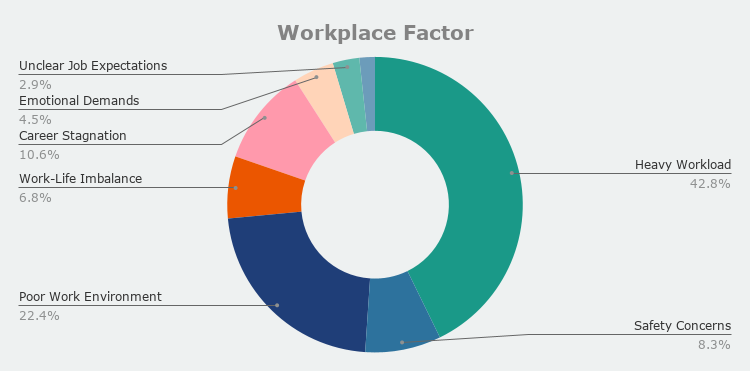 Workplace Factor
Unclear Job Expectations
2.9%
Emotional Demands
4.5%
Career Stagnation
10.6%
Work-Life Imbalance
6.8%
Poor Work Environment
22.4%
Heavy Workload
42.8%
Safety Concerns
8.3%